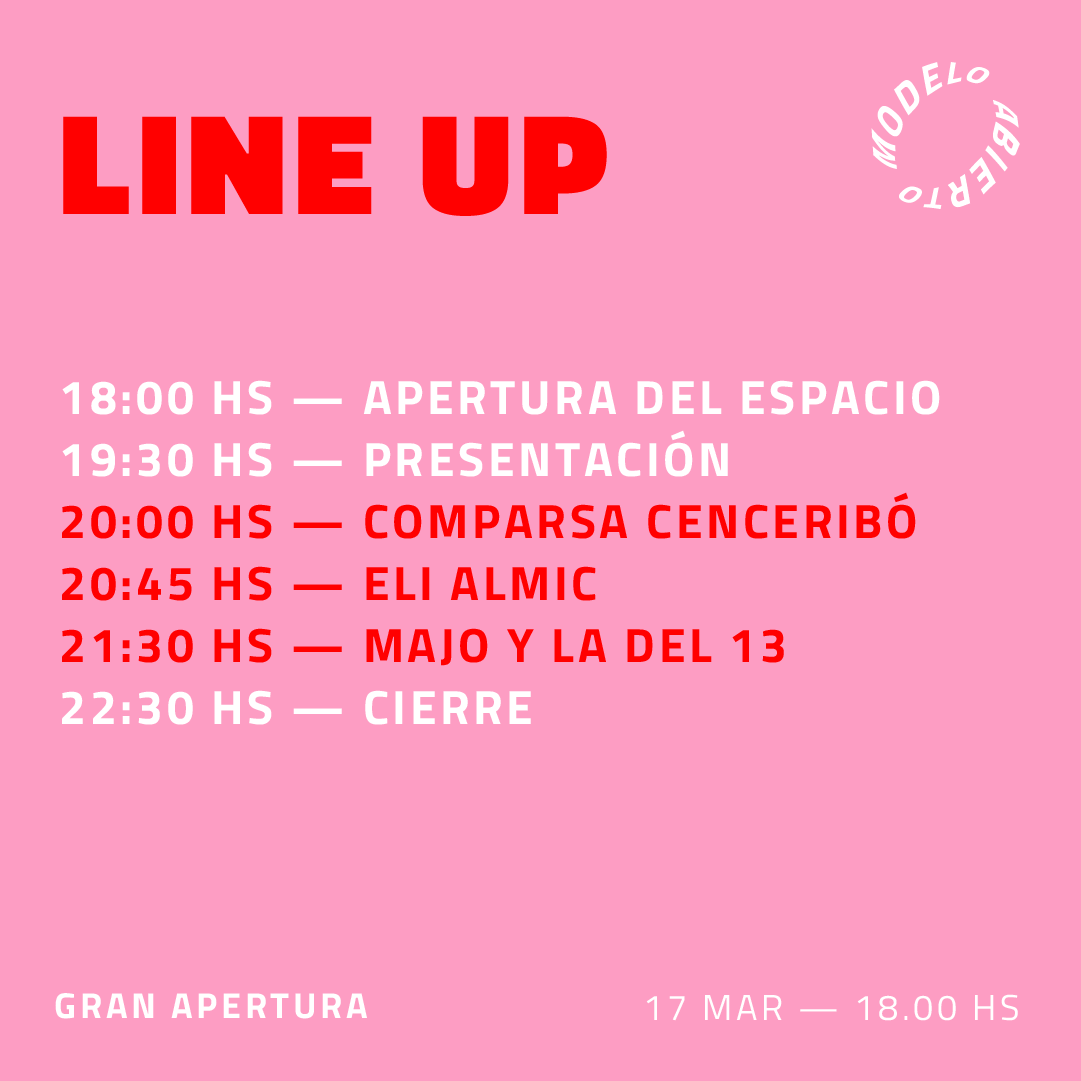 LINE UP
MODELO ABIERTO
18:00 HS — APERTURA DEL ESPACIO
19:30 HS — PRESENTACIÓN
20:00 HS — COMPARSA CENCERIBÓ
20:45 HS — ELI ALMIC
21:30 HS — MAJO Y LA DEL 13
22:30 HS — CIERRE
GRAN APERTURA
17 MAR — 18.00 HS